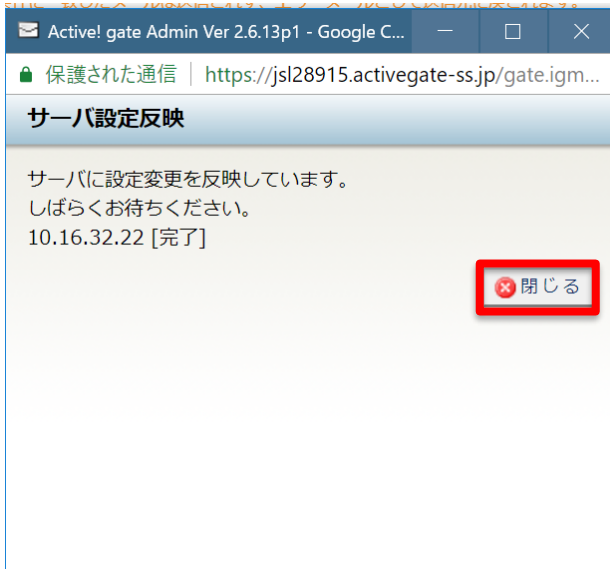 Active! gate Admin Ver 2.6.13p1 - Google C...
保護された通信 | https://jsl28915.activegate-ss.jp/gate.igm...
サーバ設定反映
サーバに設定変更を反映しています。
しばらくお待ちください。
10.16.32.22 [完了]
閉じる